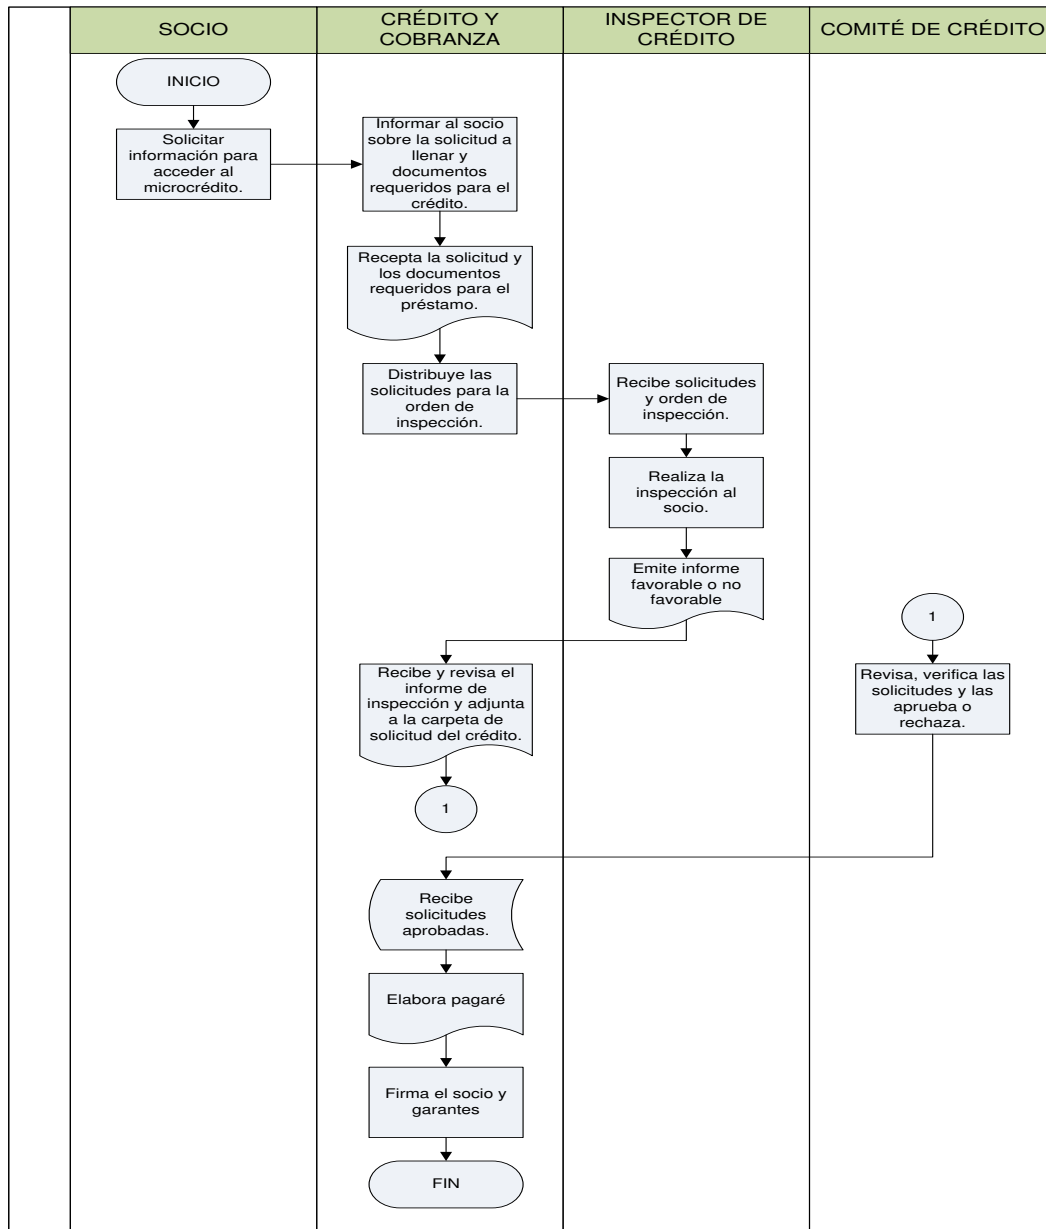 SOCIO
CRÉDITO Y
COBRANZA
INSPECTOR DE
CRÉDITO
COMITÉ DE CRÉDITO
INICIO
Solicitar
información para
acceder al
microcrédito.
Informar al socio
sobre la solicitud a
llenar y
documentos
requeridos para el
crédito.
Recepta la solicitud y
los documentos
requeridos para el
préstamo.
Distribuye las
solicitudes para la
orden de
inspección.
Recibe solicitudes
y orden de
inspección.
Realiza la
inspección al
socio.
Emite informe
favorable o no
favorable
Recibe y revisa el
informe de
inspección y adjunta
a la carpeta de
solicitud del crédito.
1
1
Revisa, verifica las
solicitudes y las
aprueba o
rechaza.
Recibe
solicitudes
aprobadas.
Elabora pagaré
Firma el socio y
garantes
FIN